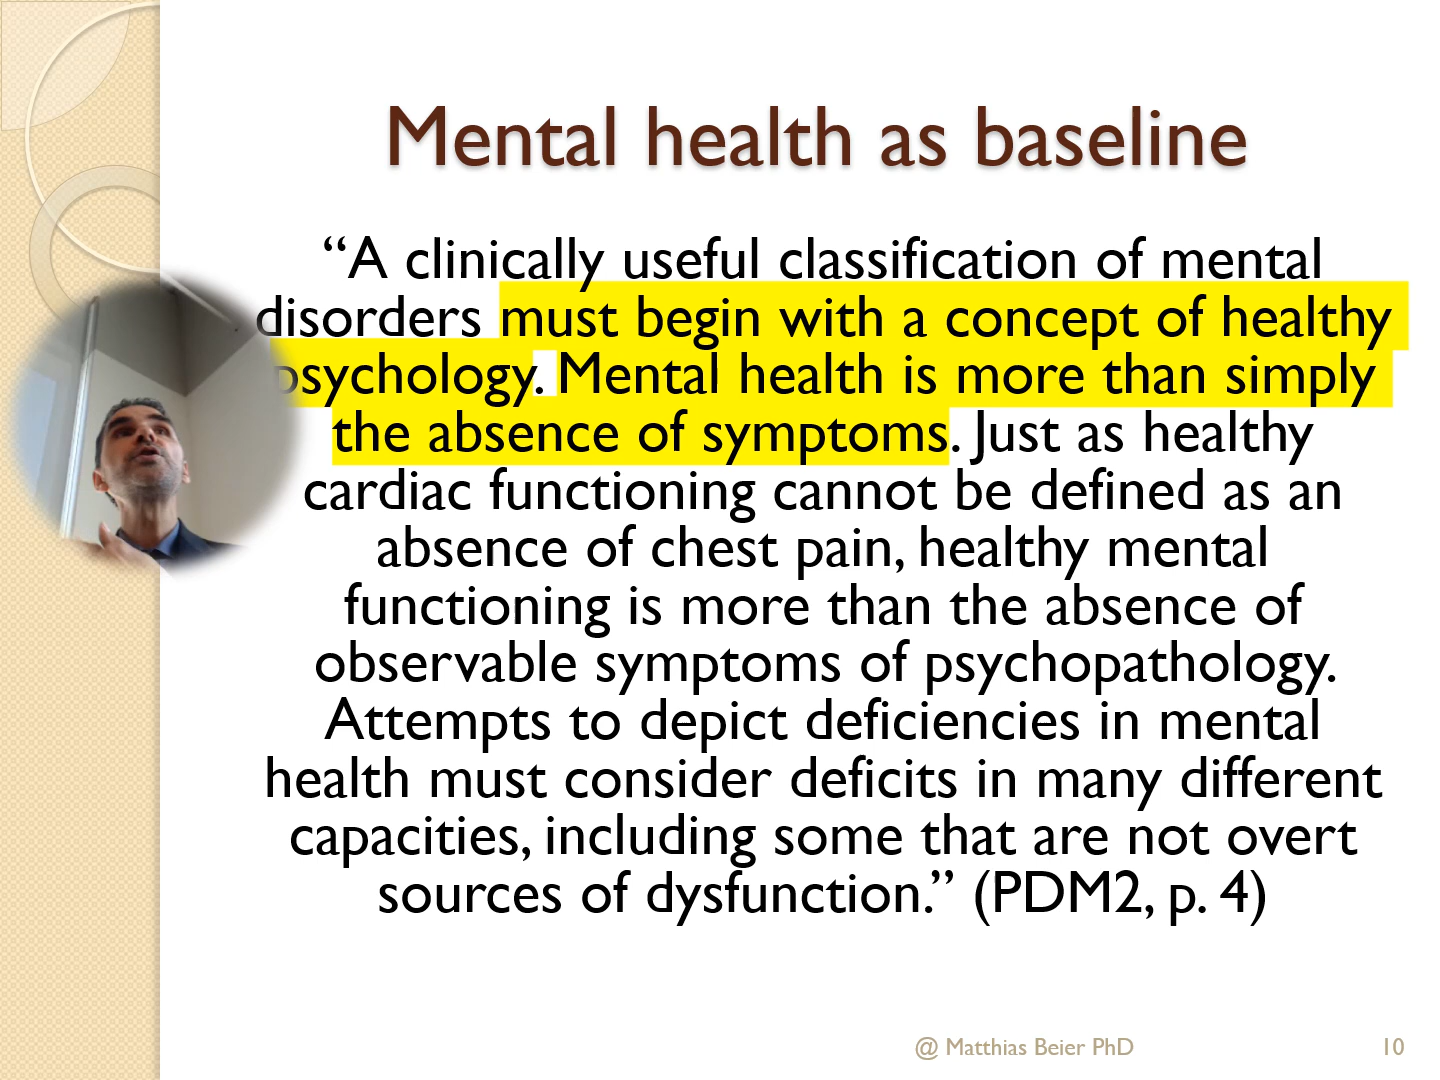 Mental health as baseline
“A clinically useful classification of mental
disorders must begin with a concept of healthy
psychology. Mental health is more than simply
the absence of symptoms. Just as healthy
cardiac functioning cannot be defined as an
absence of chest pain, healthy mental
functioning is more than the absence of
observable symptoms of psychopathology.
Attempts to depict deficiencies in mental
health must consider deficits in many different
capacities, including some that are not overt
sources of dysfunction.” (PDM2, p. 4)
@ Matthias Beier PhD
10